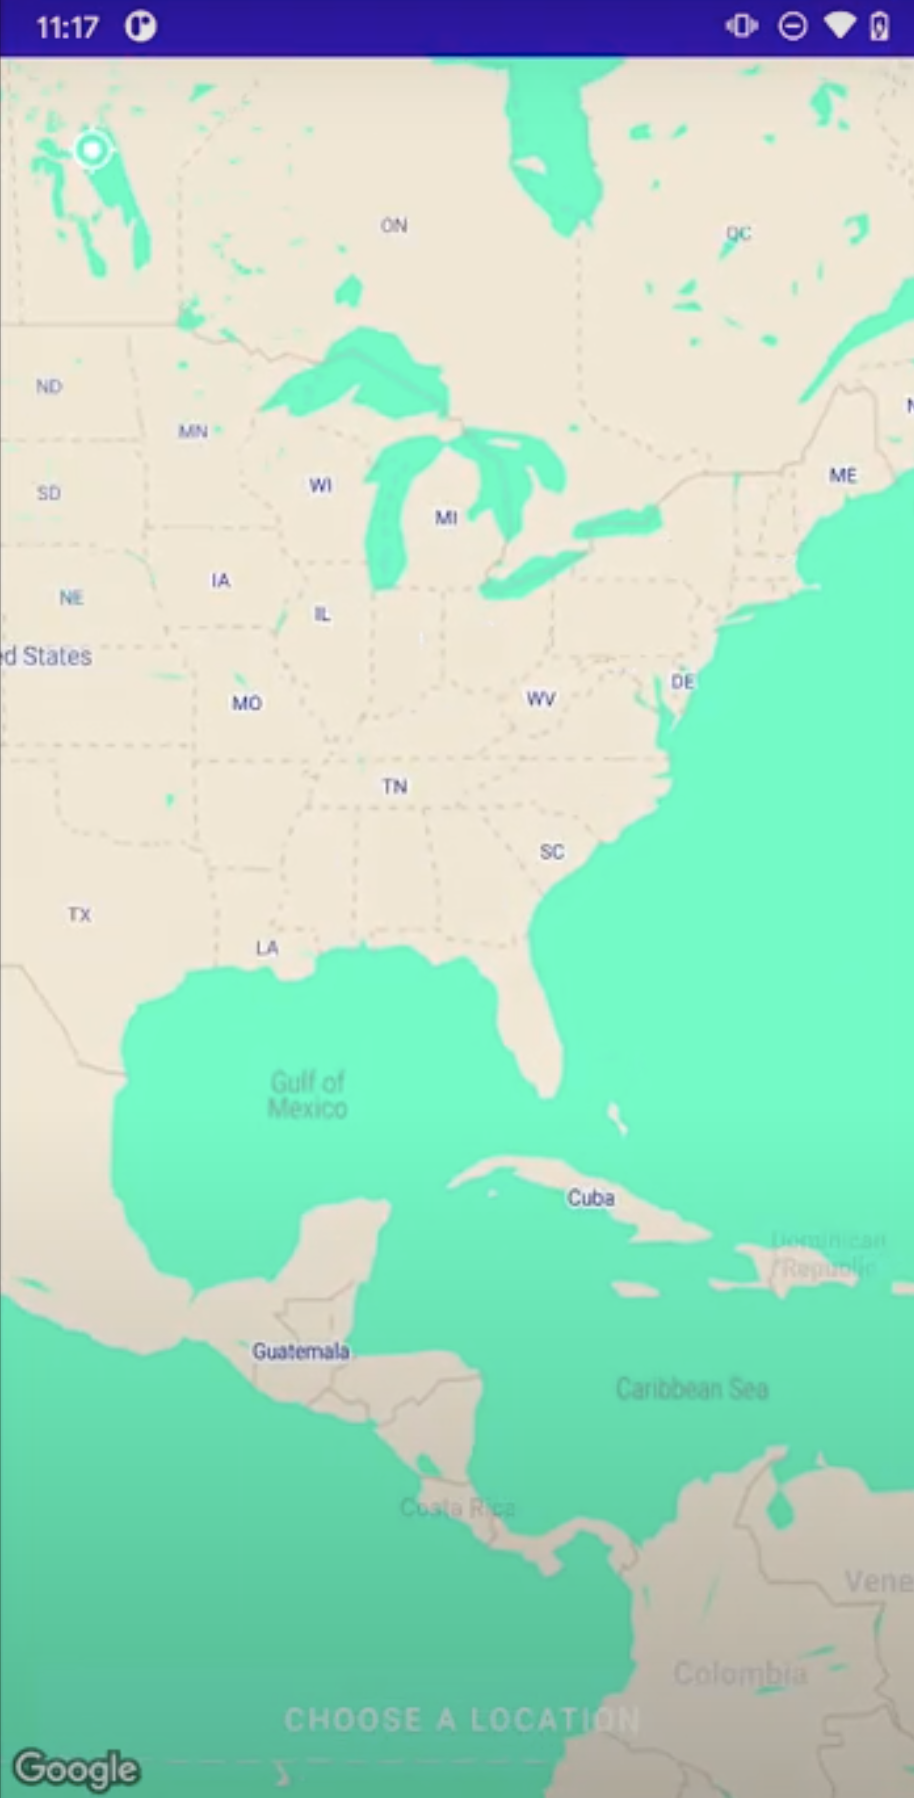 11:17
ON
QC
ND
MN
N
ME
SD
WI
MI
IA
NE
IL
ed States
DE
MO
WV
TN
SC
TX
LA
Gulf of
Mexico
Cuba
Dominican
Republic
Guatemala
Caribbean Sea
Costa Rica
Vene
Colombia
CHOOSE A LOCATION
Google